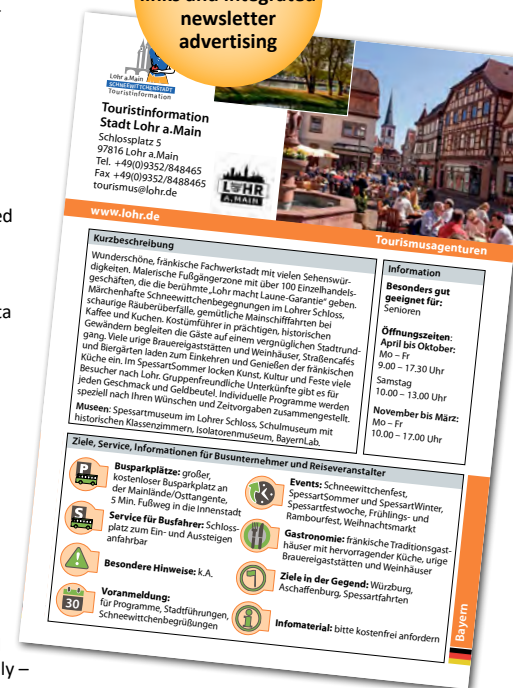 links and integrated
newsletter
advertising
ed
ta
ly –
Lohr a.Main
SCHNEEWITTCHENSTADT
Touristinformation
Touristinformation
Stadt Lohr a.Main
Schlossplatz 5
97816 Lohr a.Main
Tel. +49(0)9352/848465
Fax +49(0)9352/8488465
tourismus@lohr.de
LOHR
A.MAIN
www.lohr.de
Tourismusagenturen
Kurzbeschreibung
Wunderschöne, fränkische Fachwerkstadt mit vielen Sehenswür-
digkeiten. Malerische Fußgängerzone mit über 100 Einzelhandels-
geschäften, die die berühmte „Lohr macht Laune-Garantie“ geben.
Märchenhafte Schneewittchenbegegnungen im Lohrer Schloss,
schaurige Räuberüberfälle, gemütliche Mainschifffahrten bei
Kaffee und Kuchen. Kostümführer in prächtigen, historischen
Gewändern begleiten die Gäste auf einem vergnüglichen Stadtrund-
gang. Viele urige Brauereigaststätten und Weinhäuser, Straßencafés
und Biergärten laden zum Einkehren und Genießen der fränkischen
Küche ein. Im SpessartSommer locken Kunst, Kultur und Feste viele
Besucher nach Lohr. Gruppenfreundliche Unterkünfte gibt es für
jeden Geschmack und Geldbeutel. Individuelle Programme werden
speziell nach Ihren Wünschen und Zeitvorgaben zusammengestellt.
Museen: Spessartmuseum im Lohrer Schloss, Schulmuseum mit
historischen Klassenzimmern, Isolatorenmuseum, BayernLab.
Information
Besonders gut
geeignet für:
Senioren
Öffnungszeiten:
April bis Oktober:
Mo – Fr
9.00 – 17.30 Uhr
Samstag
10.00 – 13.00 Uhr
November bis März:
Mo – Fr
10.00 – 17.00 Uhr
Ziele, Service, Informationen für Busunternehmer und Reiseveranstalter
P
Busparkplätze: großer,
kostenloser Busparkplatz an
der Mainlände/Osttangente,
5 Min. Fußweg in die Innenstadt
S
Service für Busfahrer: Schloss-
platz zum Ein- und Aussteigen
anfahrbar
Besondere Hinweise: k.A.
30
Voranmeldung:
für Programme, Stadtführungen,
Schneewittchenbegrüßungen
Events: Schneewittchenfest,
SpessartSommer und SpessartWinter,
Spessartfestwoche, Frühlings- und
Rambourfest, Weihnachtsmarkt
Gastronomie: fränkische Traditionsgast-
häuser mit hervorragender Küche, urige
Brauereigaststätten und Weinhäuser
Ziele in der Gegend: Würzburg,
Aschaffenburg, Spessartfahrten
Infomaterial: bitte kostenfrei anfordern
Bayern